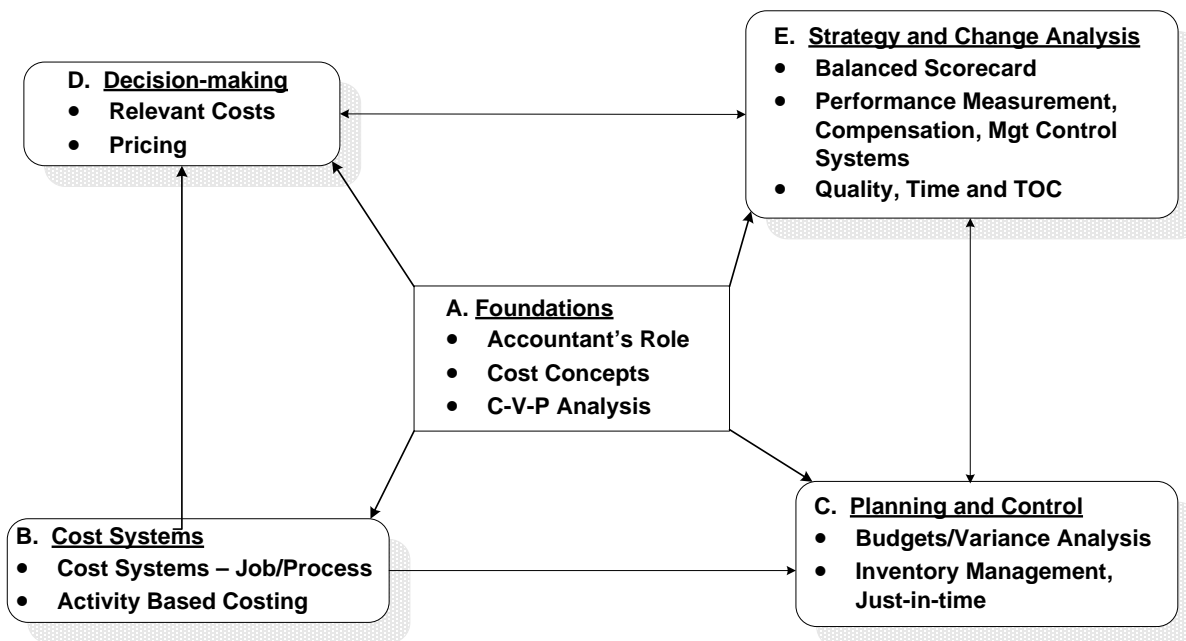 D. Decision-making
• Relevant Costs
• Pricing
E. Strategy and Change Analysis
• Balanced Scorecard
• Performance Measurement,
Compensation, Mgt Control
Systems
• Quality, Time and TOC
A. Foundations
• Accountant’s Role
• Cost Concepts
• C-V-P Analysis
B. Cost Systems
• Cost Systems – Job/Process
• Activity Based Costing
C. Planning and Control
• Budgets/Variance Analysis
• Inventory Management,
Just-in-time